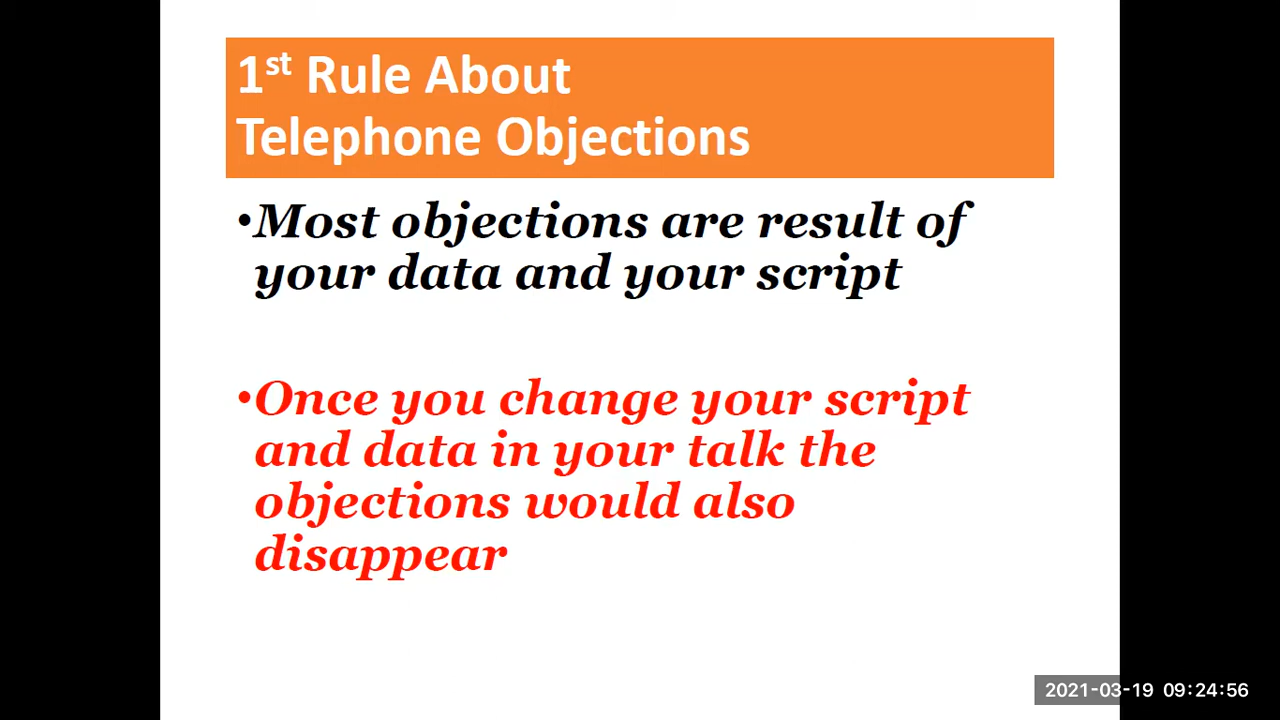 1st Rule About
Telephone Objections
•Most objections are result of
your data and your script
•Once you change your script
and data in your talk the
objections would also
disappear
2021-03-19 09:24:56